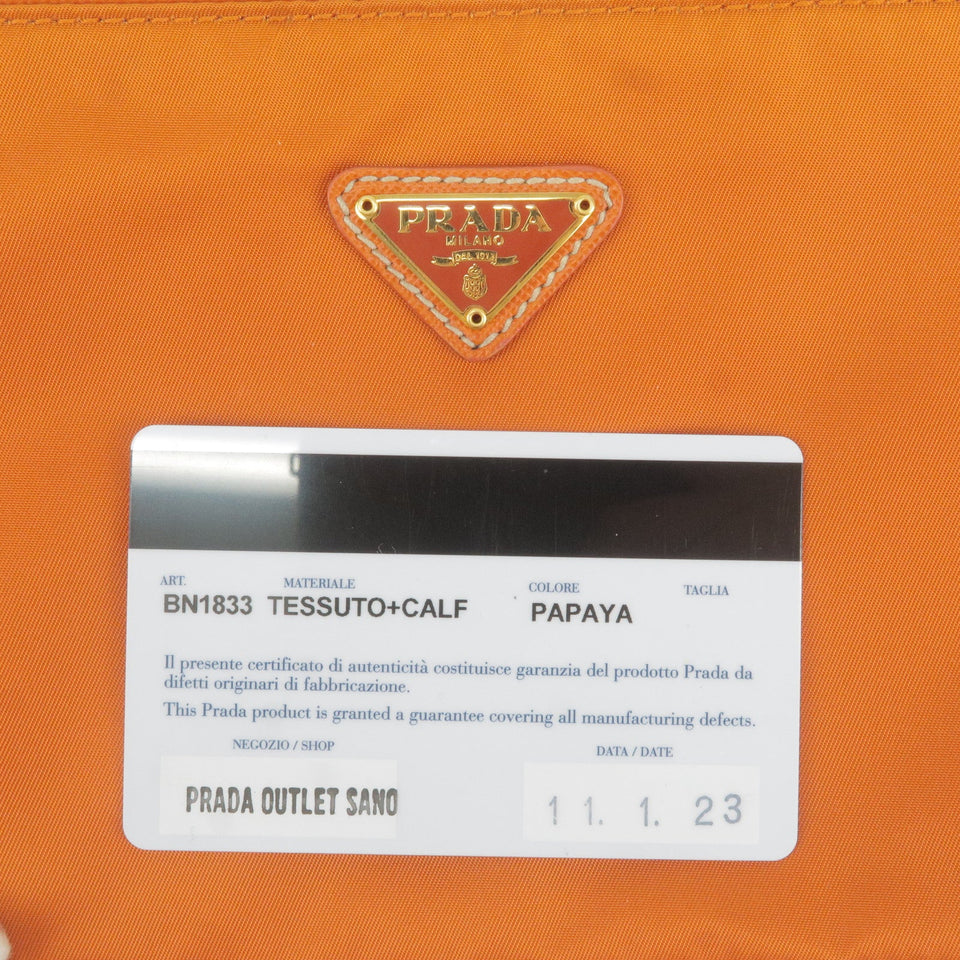 PRADA
MILANO
DAL 1913
ART. MATERIALE COLORE TAGLIA
BN1833 TESSUTO+CALF PAPAYA
Il presente certificato di autenticità costituisce garanzia del prodotto Prada da
difetti originari di fabbricazione.
This Prada product is granted a guarantee covering all manufacturing defects.
NEGOZIO / SHOP DATA / DATE
PRADA OUTLET SANO 11. 1. 23